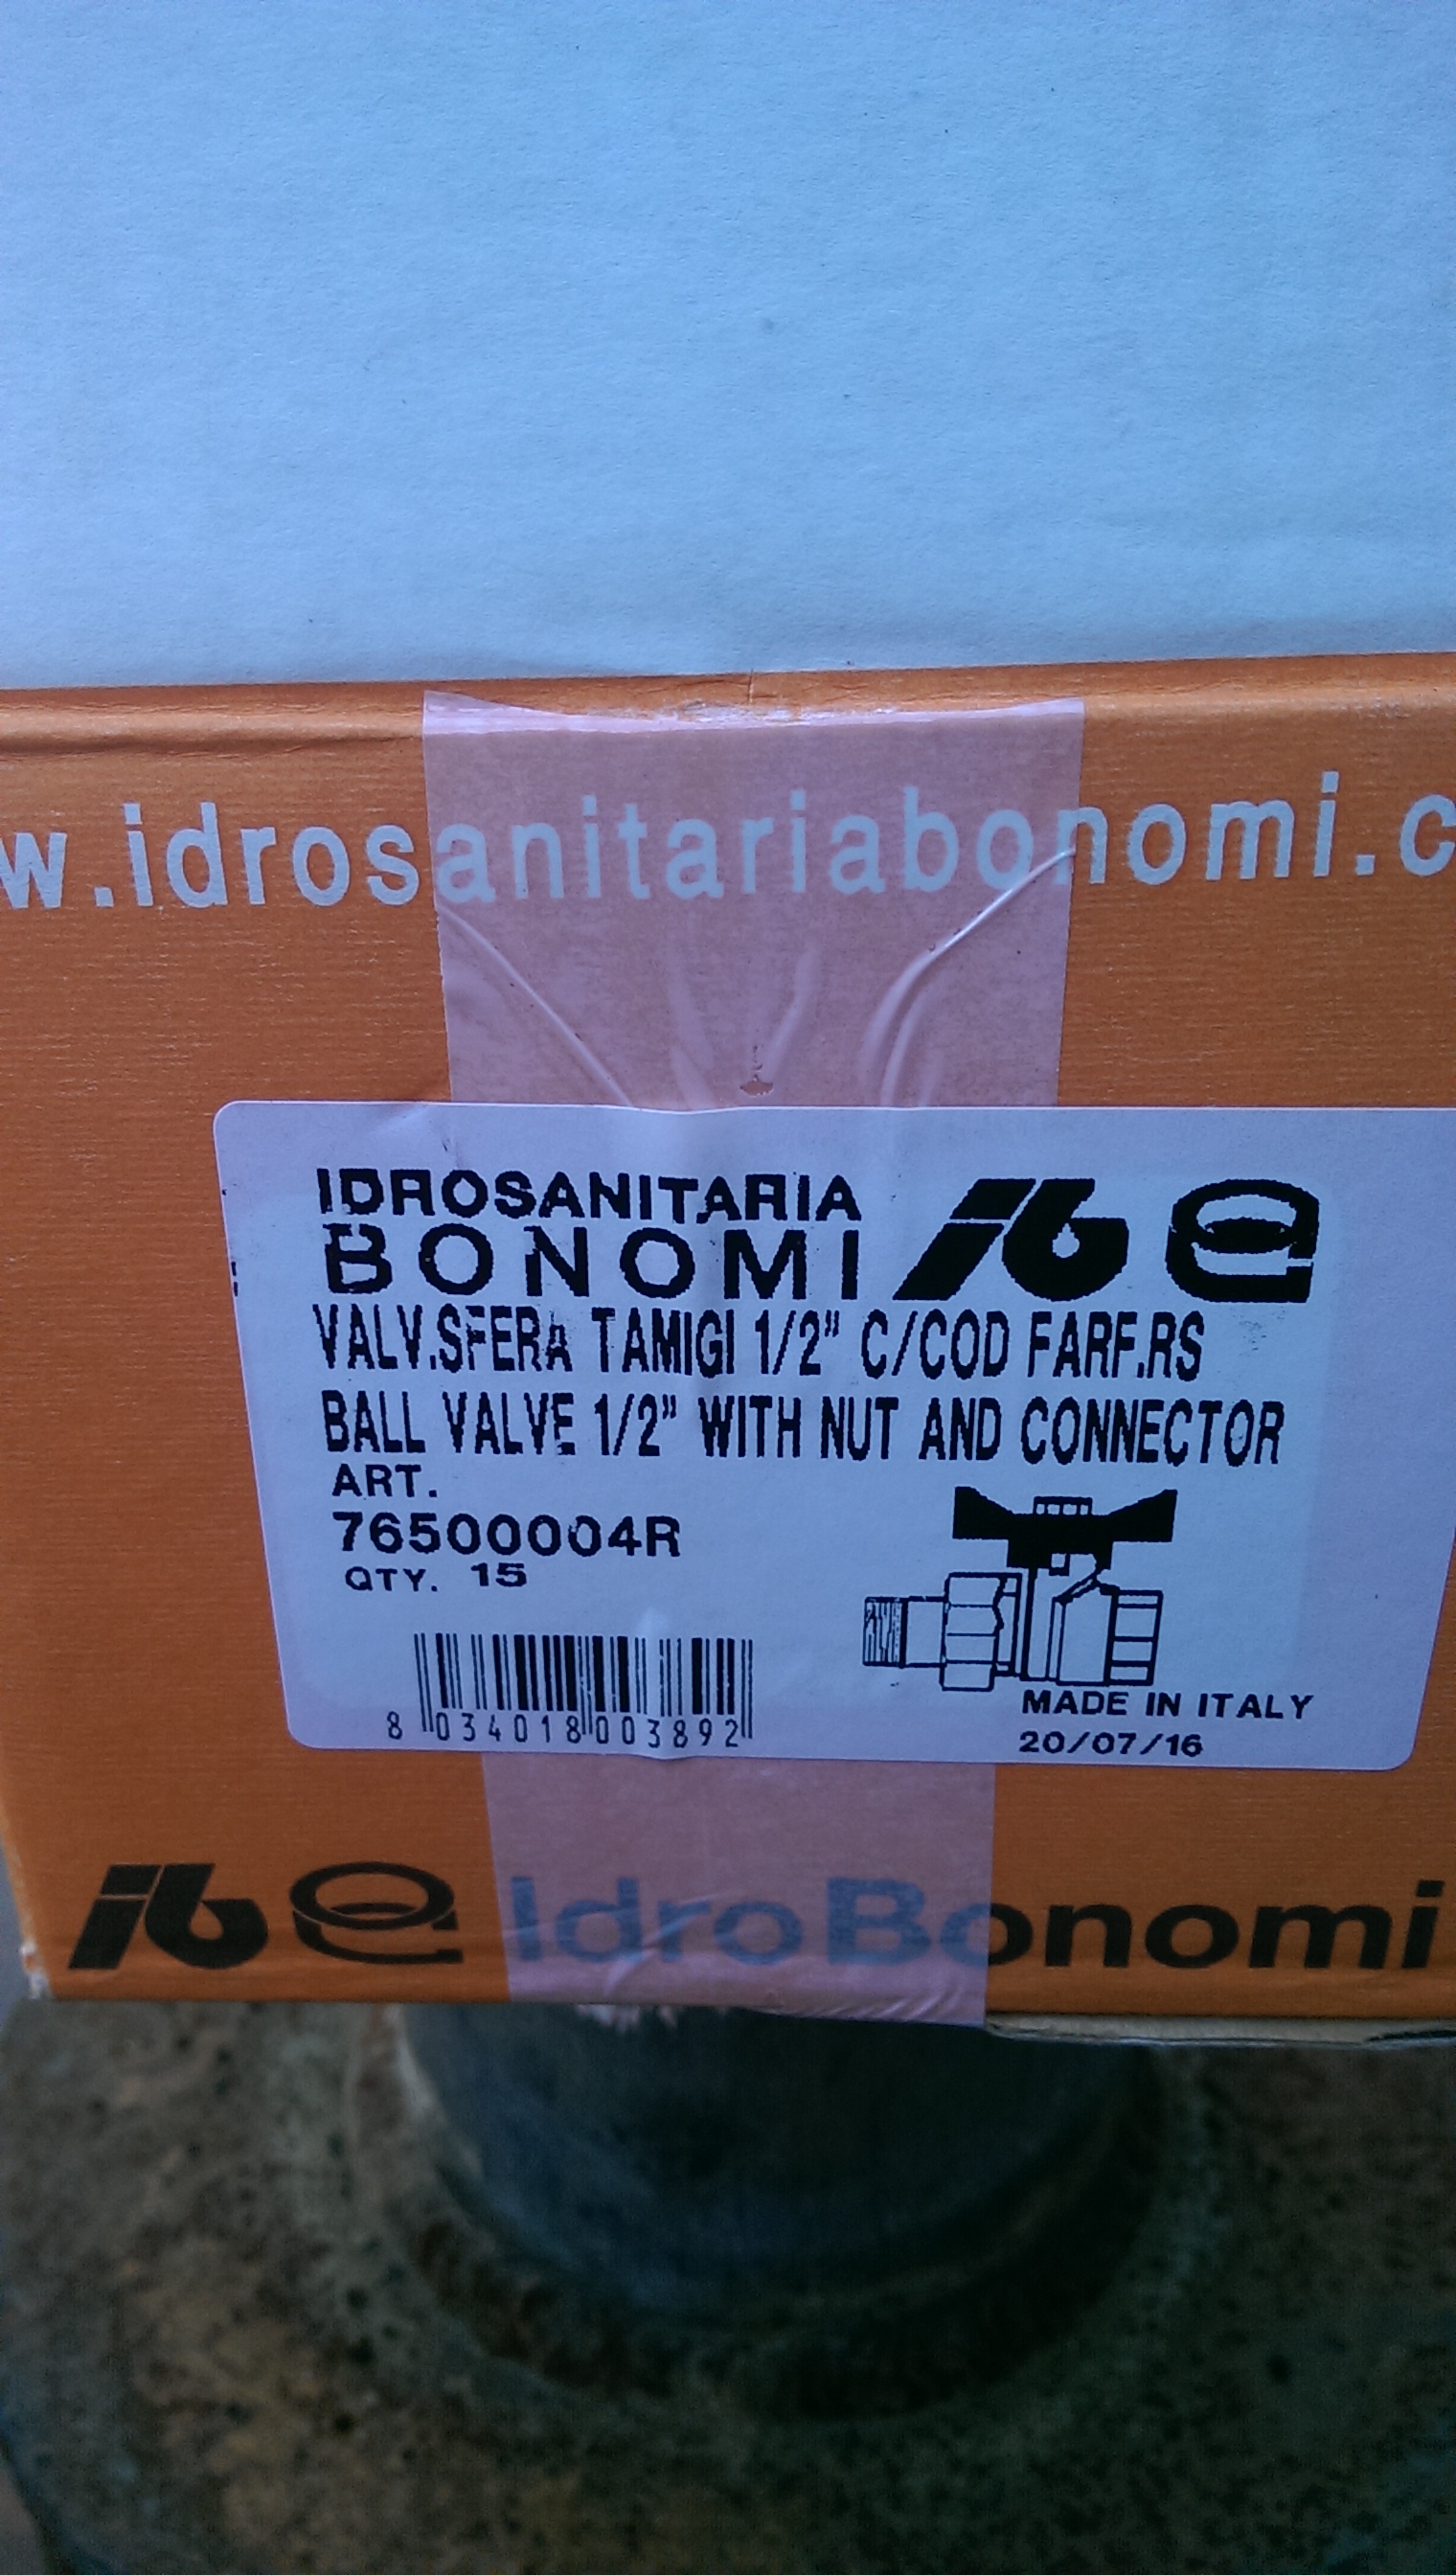 w.idrosanitariabonomi.c
IDROSANITARIA
BONOMI
VALV.SFERA TAMIGI 1/2" C/COD FARF.RS
BALL VALVE 1/2" WITH NUT AND CONNECTOR
ART.
76500004R
QTY. 15
8 034018 003892
MADE IN ITALY
20/07/16
ib e IdroBonomi